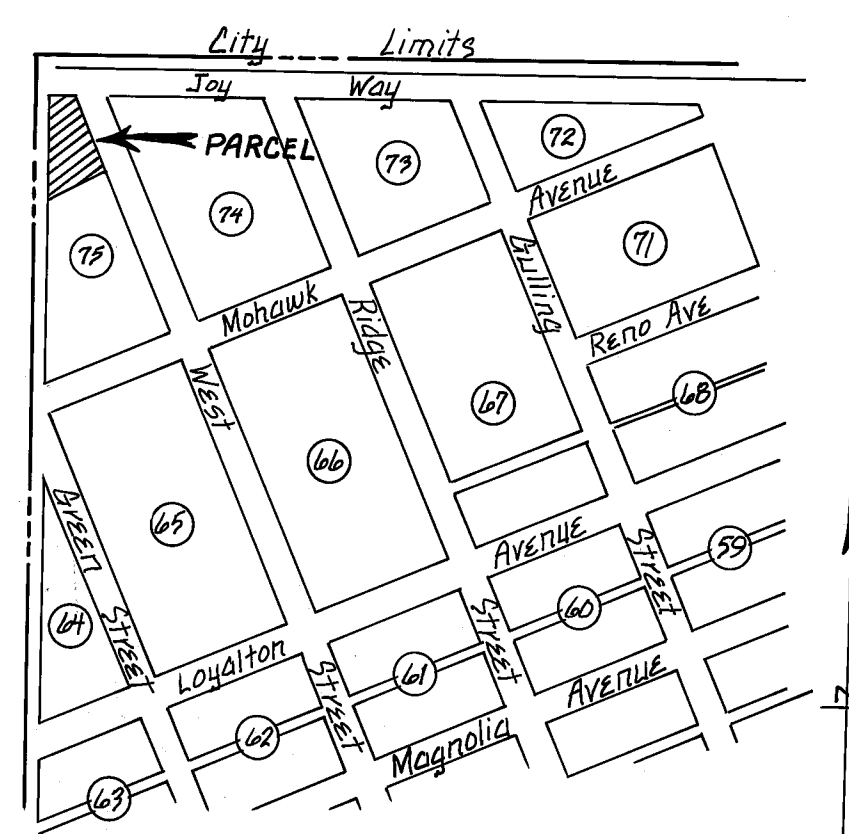 City Limits
Joy Way
PARCEL
72
73
AVENUE
74
71
75
Gulling
Mohawk
Ridge
RENO AVE
WEST
68
67
66
GREEN
65
AVENUE
STREET
59
60
64
STREET
STREET
61
Loyalton
STREET
AVENUE
62
Magnolia
STREET
63